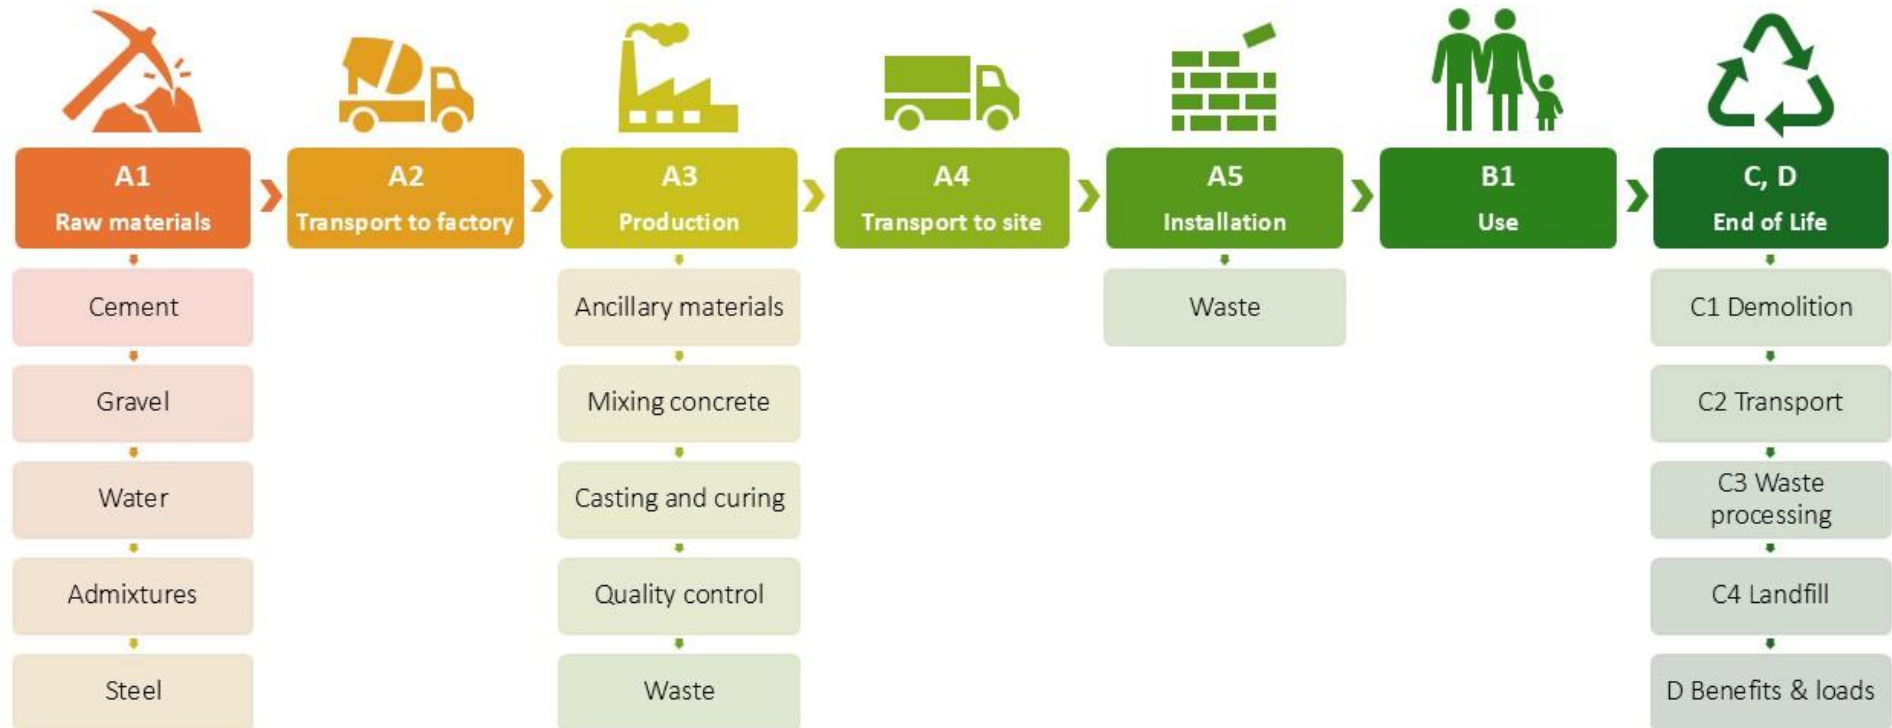 A1
Raw materials
A2
Transport to factory
A3
Production
A4
Transport to site
A5
Installation
B1
Use
C, D
End of Life
Cement
Gravel
Water
Admixtures
Steel
Ancillary materials
Mixing concrete
Casting and curing
Quality control
Waste
Waste
C1 Demolition
C2 Transport
C3 Waste
processing
C4 Landfill
D Benefits & loads